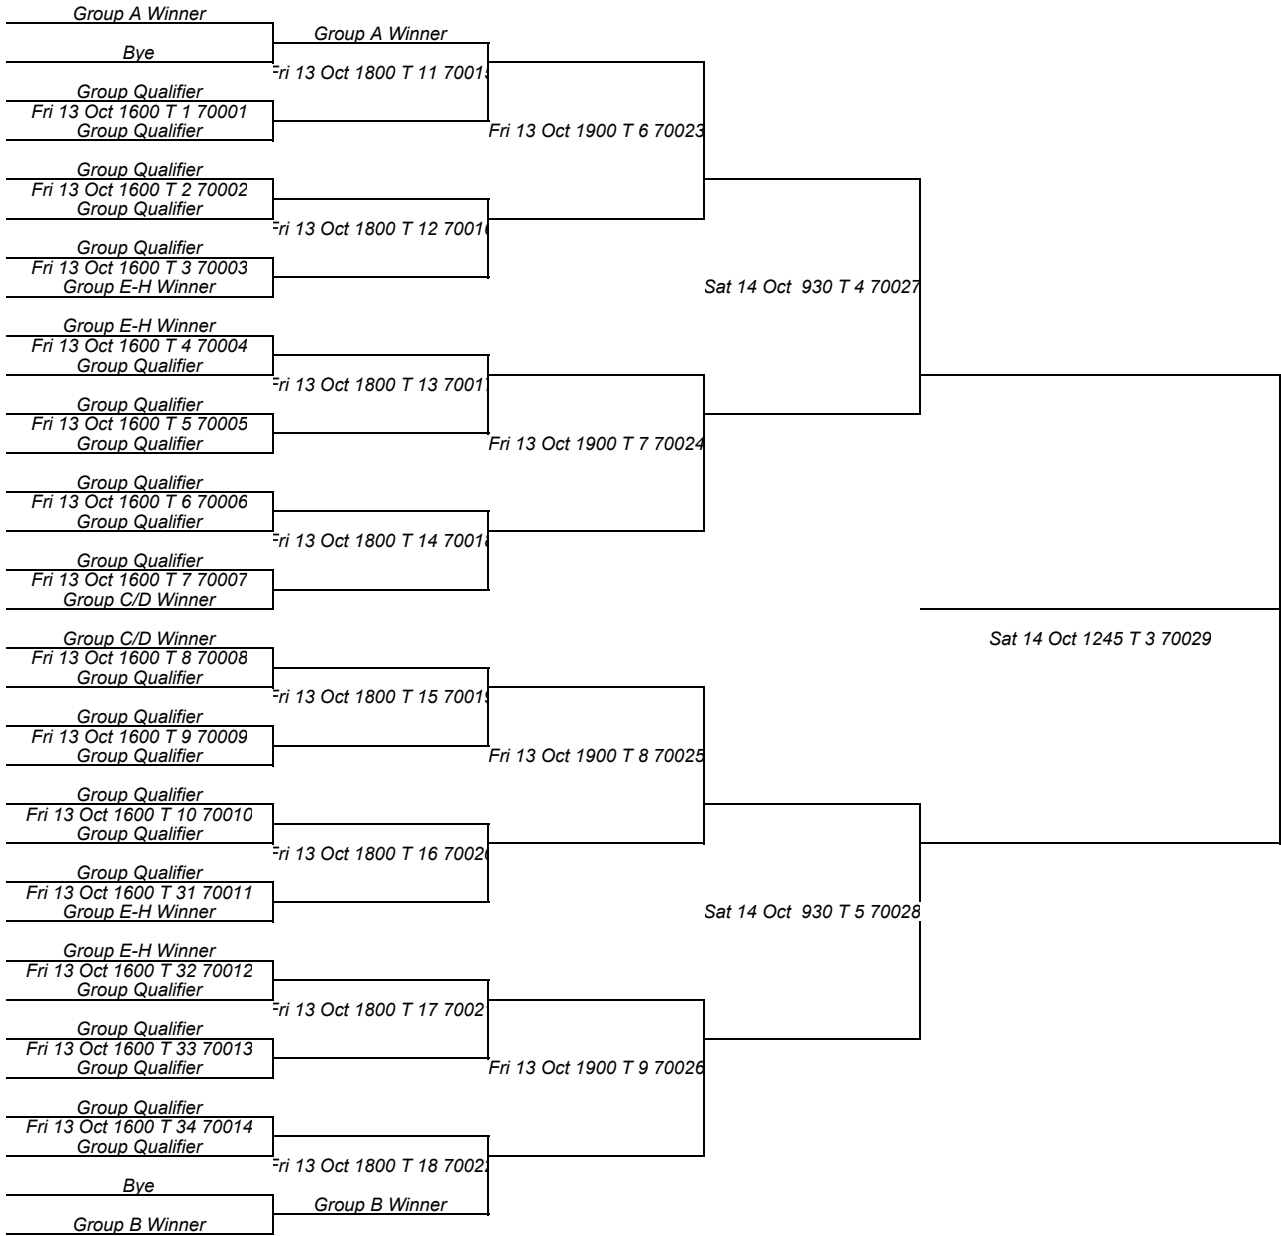 Group A Winner
Bye
Group Qualifier
Fri 13 Oct 1600 T 1 70001
Group Qualifier
Group Qualifier
Fri 13 Oct 1600 T 2 70002
Group Qualifier
Group Qualifier
Fri 13 Oct 1600 T 3 70003
Group E-H Winner
Group E-H Winner
Fri 13 Oct 1600 T 4 70004
Group Qualifier
Group Qualifier
Fri 13 Oct 1600 T 5 70005
Group Qualifier
Group Qualifier
Fri 13 Oct 1600 T 6 70006
Group Qualifier
Group Qualifier
Fri 13 Oct 1600 T 7 70007
Group C/D Winner
Group C/D Winner
Fri 13 Oct 1600 T 8 70008
Group Qualifier
Group Qualifier
Fri 13 Oct 1600 T 9 70009
Group Qualifier
Group Qualifier
Fri 13 Oct 1600 T 10 70010
Group Qualifier
Group Qualifier
Fri 13 Oct 1600 T 31 70011
Group E-H Winner
Group E-H Winner
Fri 13 Oct 1600 T 32 70012
Group Qualifier
Group Qualifier
Fri 13 Oct 1600 T 33 70013
Group Qualifier
Group Qualifier
Fri 13 Oct 1600 T 34 70014
Group Qualifier
Bye
Group B Winner
Group A Winner
Fri 13 Oct 1800 T 11 70015
Fri 13 Oct 1800 T 12 70016
Fri 13 Oct 1800 T 13 70017
Fri 13 Oct 1800 T 14 70018
Fri 13 Oct 1800 T 15 70019
Fri 13 Oct 1800 T 16 70020
Fri 13 Oct 1800 T 17 70021
Fri 13 Oct 1800 T 18 70022
Group B Winner
Fri 13 Oct 1900 T 6 70023
Fri 13 Oct 1900 T 7 70024
Fri 13 Oct 1900 T 8 70025
Fri 13 Oct 1900 T 9 70026
Sat 14 Oct 930 T 4 70027
Sat 14 Oct 930 T 5 70028
Sat 14 Oct 1245 T 3 70029